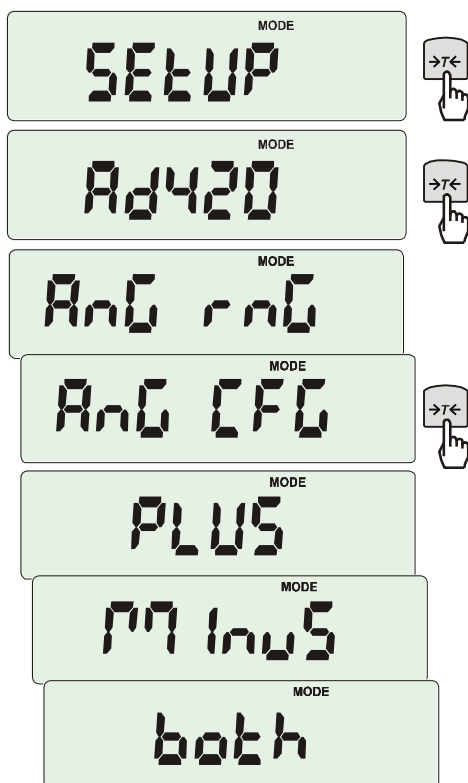 MODE
SEtUP
→T←
MODE
Ad420
→T←
MODE
AnG rnG
MODE
AnG CFG
→T←
MODE
PLUS
MODE
MInuS
MODE
both